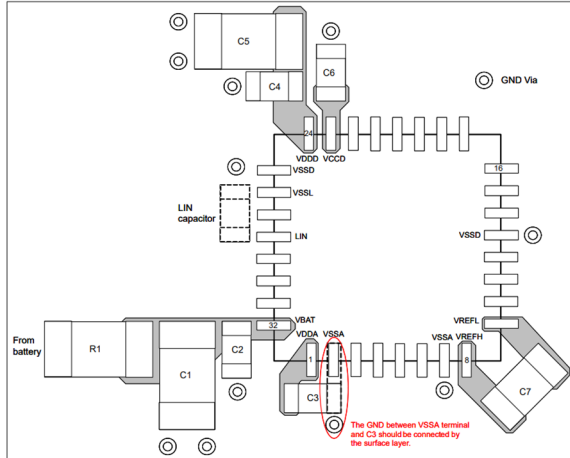 C5
C6
C4
GND Via
24
VDDD VCCD
VSSD
16
VSSL
LIN
capacitor
LIN
VSSD
VBAT
32
VREFL
From
battery
R1
C2
VDDA VSSA
VSSA VREFH
1
8
C1
C3
C7
The GND between VSSA terminal
and C3 should be connected by
the surface layer.